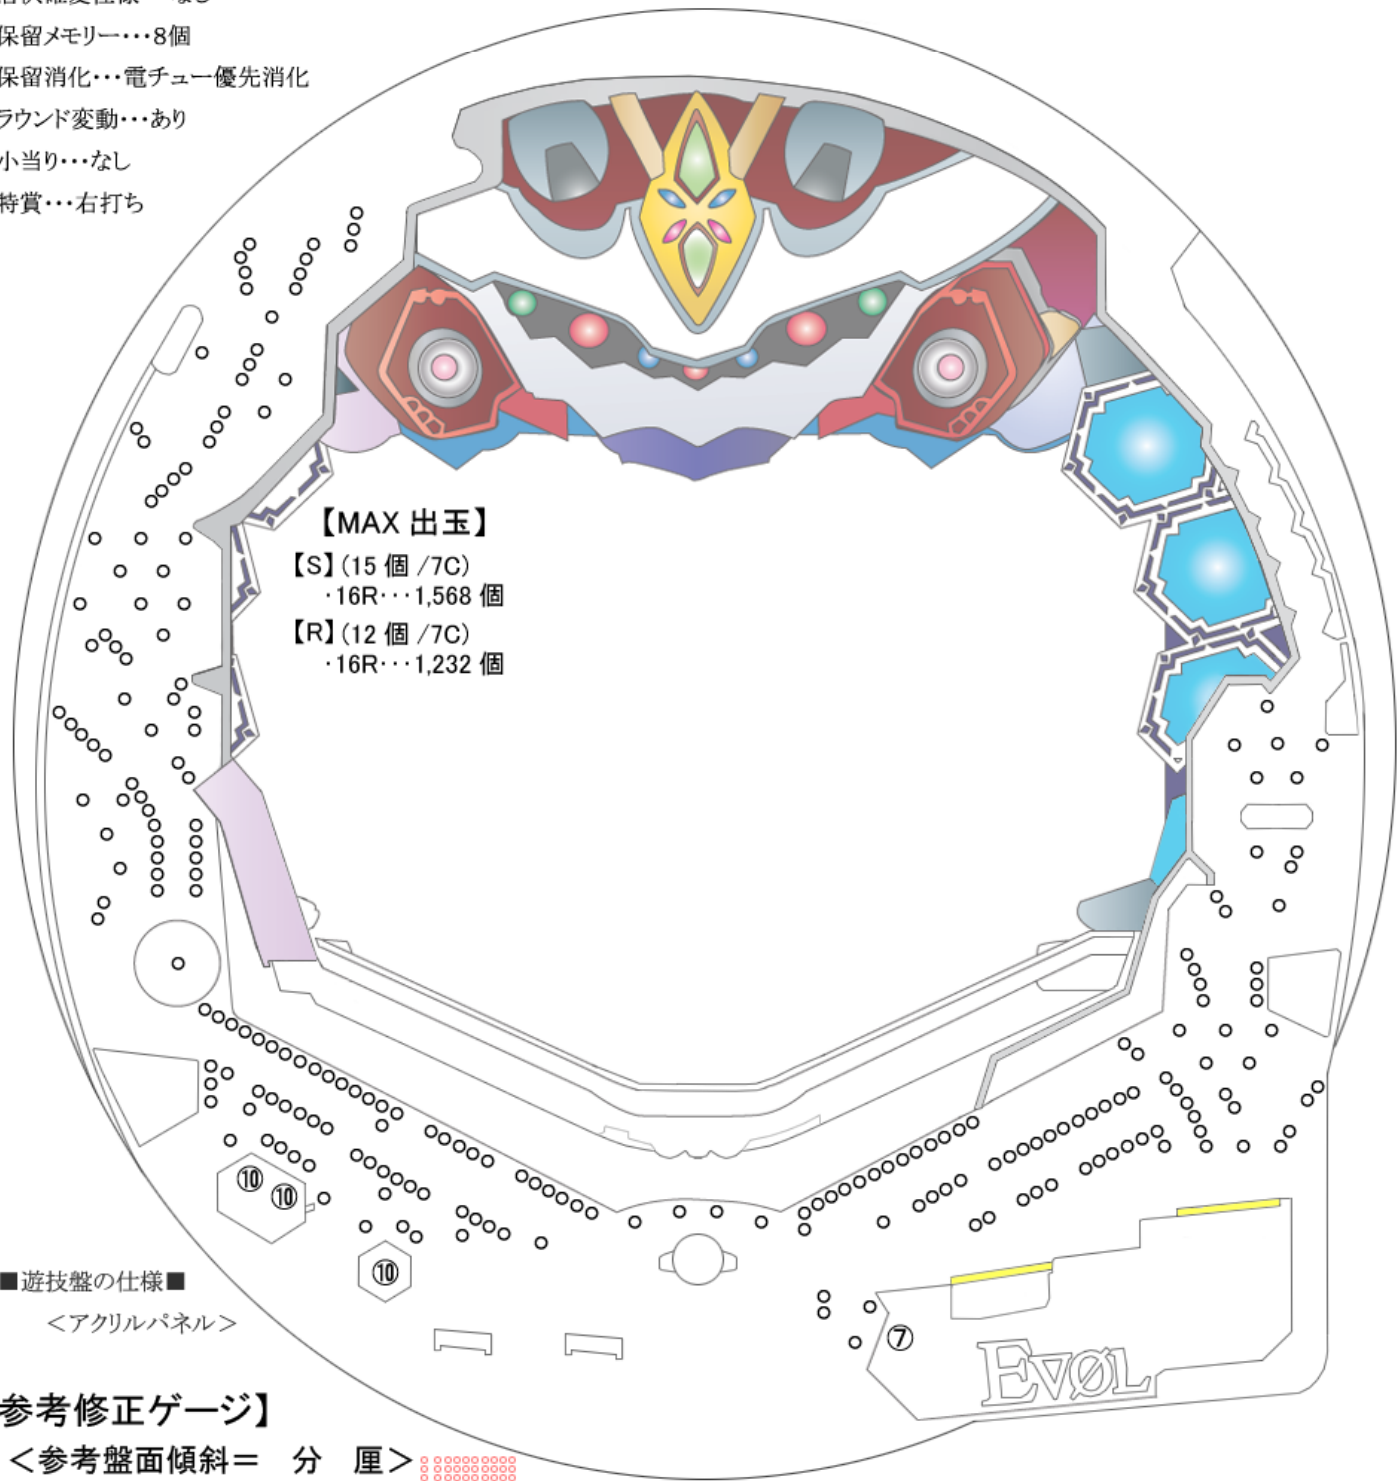 保留メモリー・・・8個
保留消化・・・電チュー優先消化
ラウンド変動・・・あり
小当り・・・なし
特賞・・・右打ち
【MAX 出玉】
【S】(15 個 /7C)
・16R・・・1,568 個
【R】(12 個 /7C)
・16R・・・1,232 個
⑩ ⑩
⑩
■遊技盤の仕様■
＜アクリルパネル＞
⑦
EVØL
参考修正ゲージ】
＜参考盤面傾斜＝　分　厘＞